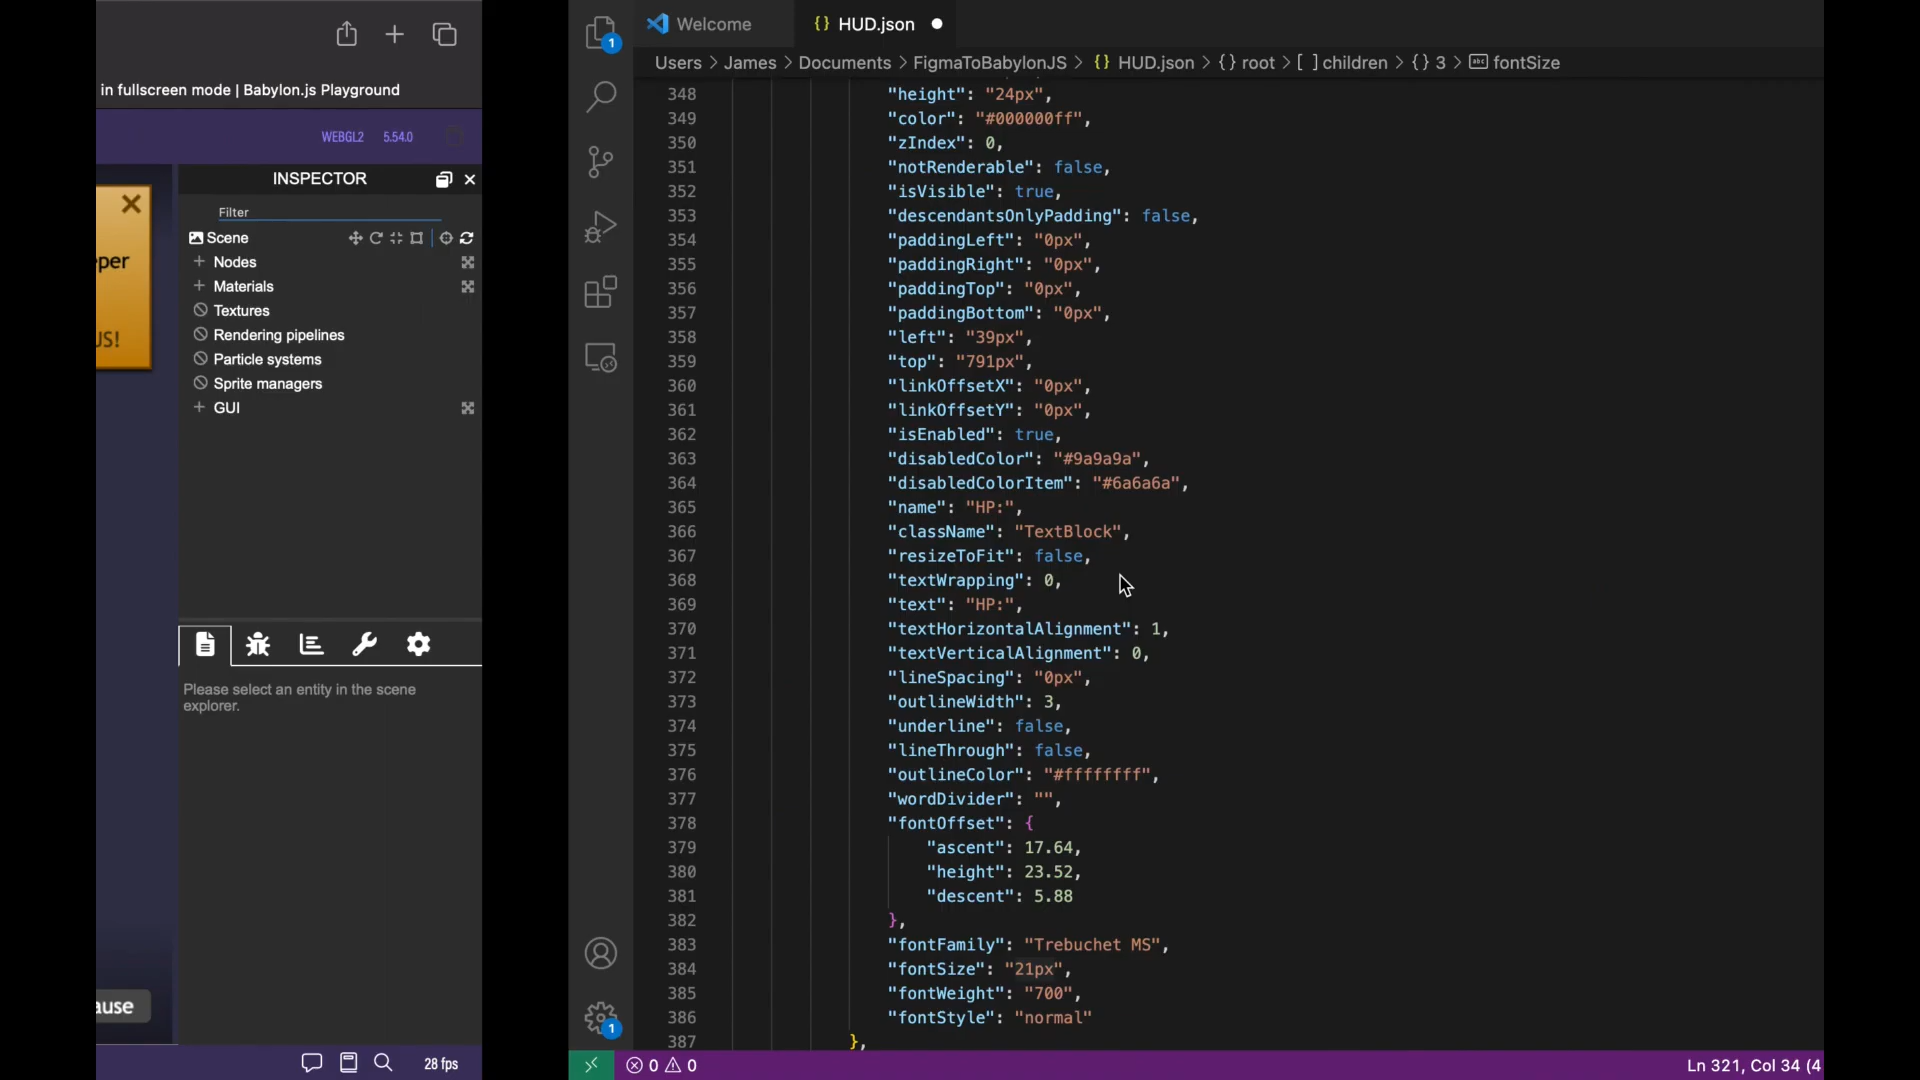 in fullscreen mode | Babylon.js Playground
WEBGL2 5.54.0
INSPECTOR
Filter
Scene
Nodes
Materials
Textures
Rendering pipelines
Particle systems
Sprite managers
GUI
Please select an entity in the scene
explorer.
per
US!
ause
28 fps
1
Welcome
{} HUD.json
Users > James > Documents > FigmaToBabylonJS > {} HUD.json > {} root > [ ] children > {} 3 > abc fontSize
348 "height": "24px",
349 "color": "#000000ff",
350 "zIndex": 0,
351 "notRenderable": false,
352 "isVisible": true,
353 "descendantsOnlyPadding": false,
354 "paddingLeft": "0px",
355 "paddingRight": "0px",
356 "paddingTop": "0px",
357 "paddingBottom": "0px",
358 "left": "39px",
359 "top": "791px",
360 "linkOffsetX": "0px",
361 "linkOffsetY": "0px",
362 "isEnabled": true,
363 "disabledColor": "#9a9a9a",
364 "disabledColorItem": "#6a6a6a",
365 "name": "HP:",
366 "className": "TextBlock",
367 "resizeToFit": false,
368 "textWrapping": 0,
369 "text": "HP:",
370 "textHorizontalAlignment": 1,
371 "textVerticalAlignment": 0,
372 "lineSpacing": "0px",
373 "outlineWidth": 3,
374 "underline": false,
375 "lineThrough": false,
376 "outlineColor": "#ffffffff",
377 "wordDivider": "",
378 "fontOffset": {
379 "ascent": 17.64,
380 "height": 23.52,
381 "descent": 5.88
382 },
383 "fontFamily": "Trebuchet MS",
384 "fontSize": "21px",
385 "fontWeight": "700",
386 "fontStyle": "normal"
387 },
1
0 0
Ln 321, Col 34 (4